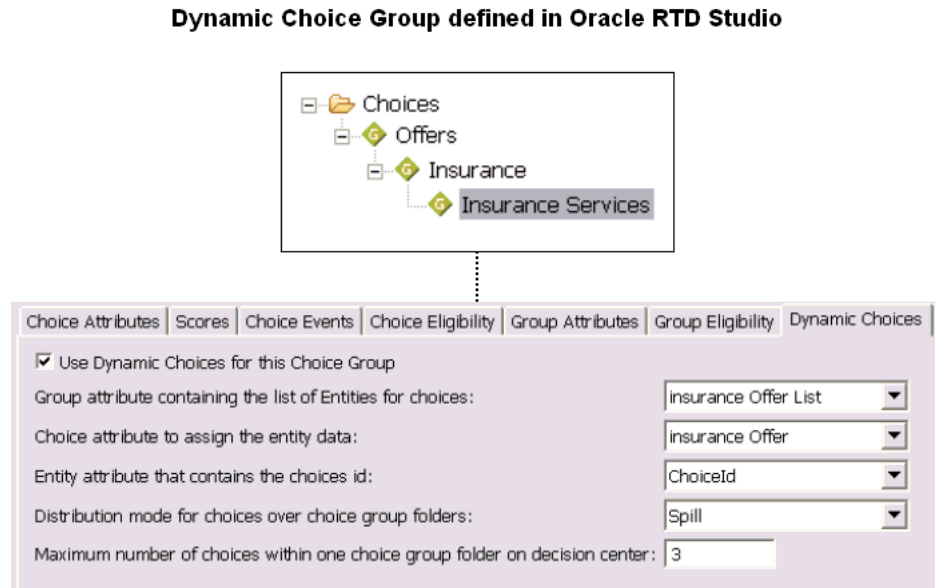 Dynamic Choice Group defined in Oracle RTD Studio
Choices
Offers
Insurance
Insurance Services
Choice Attributes Scores Choice Events Choice Eligibility Group Attributes Group Eligibility Dynamic Choices
Use Dynamic Choices for this Choice Group
Group attribute containing the list of Entities for choices: insurance Offer List
Choice attribute to assign the entity data: insurance Offer
Entity attribute that contains the choices id: ChoiceId
Distribution mode for choices over choice group folders: Spill
Maximum number of choices within one choice group folder on decision center: 3